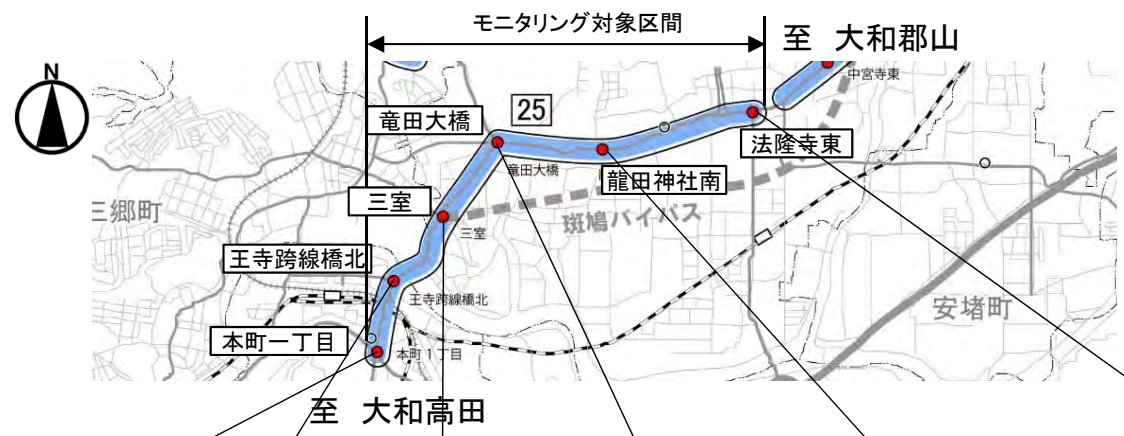 モニタリング対象区間
至 大和郡山
N
中宮寺東
25
竜田大橋
法隆寺東
竜田大橋
龍田神社南
三室
三郷町
三室
斑鳩バイパス
王寺跨線橋北
王寺跨線橋北
安堵町
本町一丁目
本町1丁目
至 大和高田